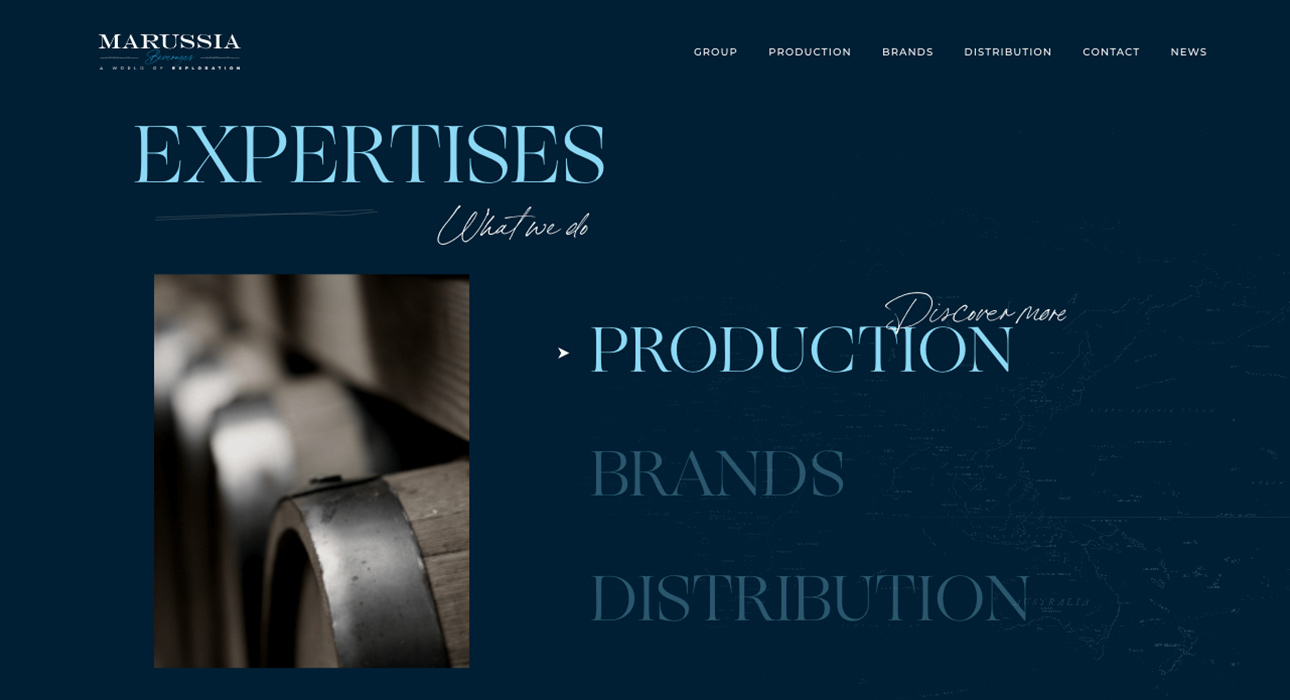 MARUSSIA
Beverages
A WORLD OF EXPLORATION
GROUP PRODUCTION BRANDS DISTRIBUTION CONTACT NEWS
EXPERTISES
What we do
Discover more
PRODUCTION
BRANDS
DISTRIBUTION
AUSTRALIA